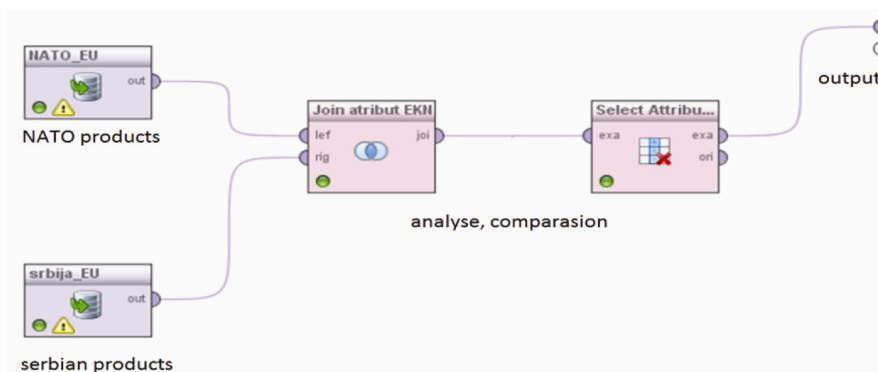 NATO_EU
out
NATO products
Join atribut EKN
lef
joi
rig
Select Attribu...
exa
exa
ori
output
analyse, comparasion
srbija_EU
out
serbian products